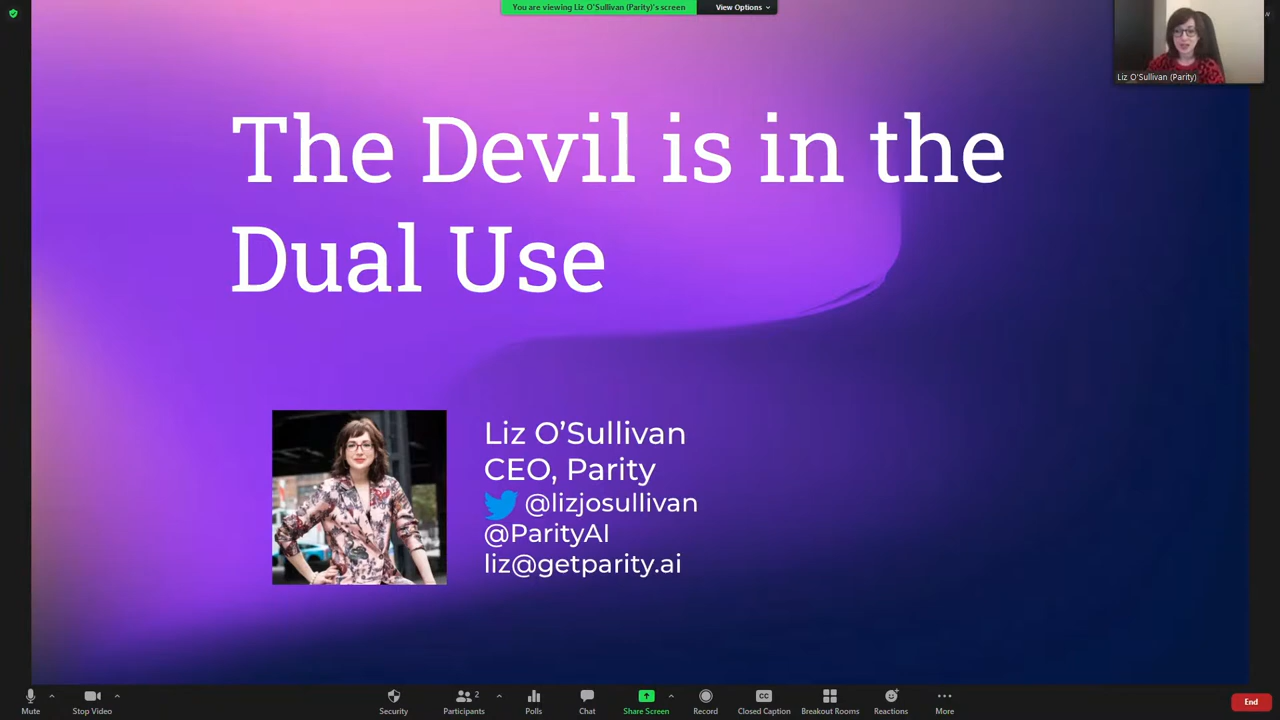 You are viewing Liz O'Sullivan (Parity)'s screen
View Options
Liz O'Sullivan (Parity)
The Devil is in the
Dual Use
Liz O’Sullivan
CEO, Parity
@lizjosullivan
@ParityAI
liz@getparity.ai
Mute
Stop Video
Security
Participants
2
Polls
Chat
Share Screen
Record
CC
Closed Caption
Breakout Rooms
Reactions
More
End